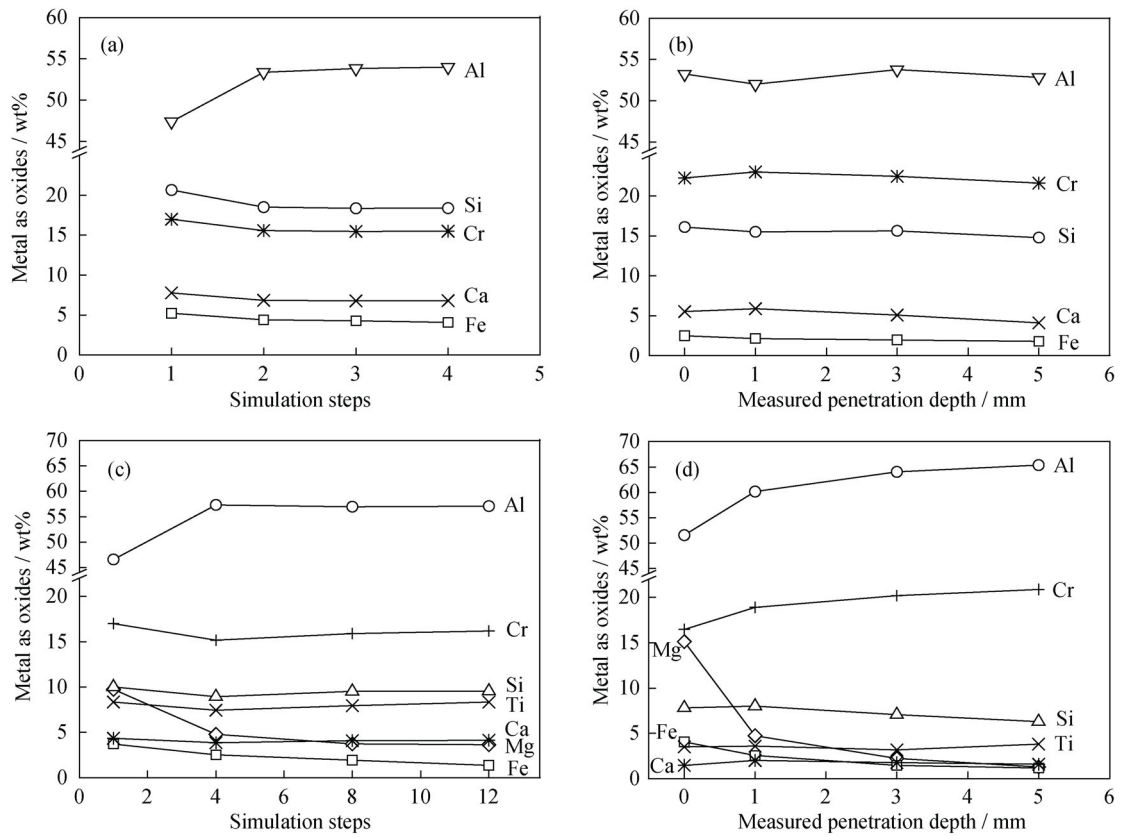 (a)
Metal as oxides / wt%
60
55
50
45
20
15
10
5
0
Al
Si
Cr
Ca
Fe
1 2 3 4 5
Simulation steps
(b)
Metal as oxides / wt%
60
55
50
45
20
15
10
5
0
Al
Cr
Si
Ca
Fe
0 1 2 3 4 5 6
Measured penetration depth / mm
(c)
Metal as oxides / wt%
70
65
60
55
50
45
20
15
10
5
0
Al
Cr
Si
Ti
Ca
Mg
Fe
0 2 4 6 8 10 12
Simulation steps
(d)
Metal as oxides / wt%
70
65
60
55
50
45
20
15
10
5
0
Al
Cr
Mg
Si
Fe
Ti
Ca
0 1 2 3 4 5 6
Measured penetration depth / mm